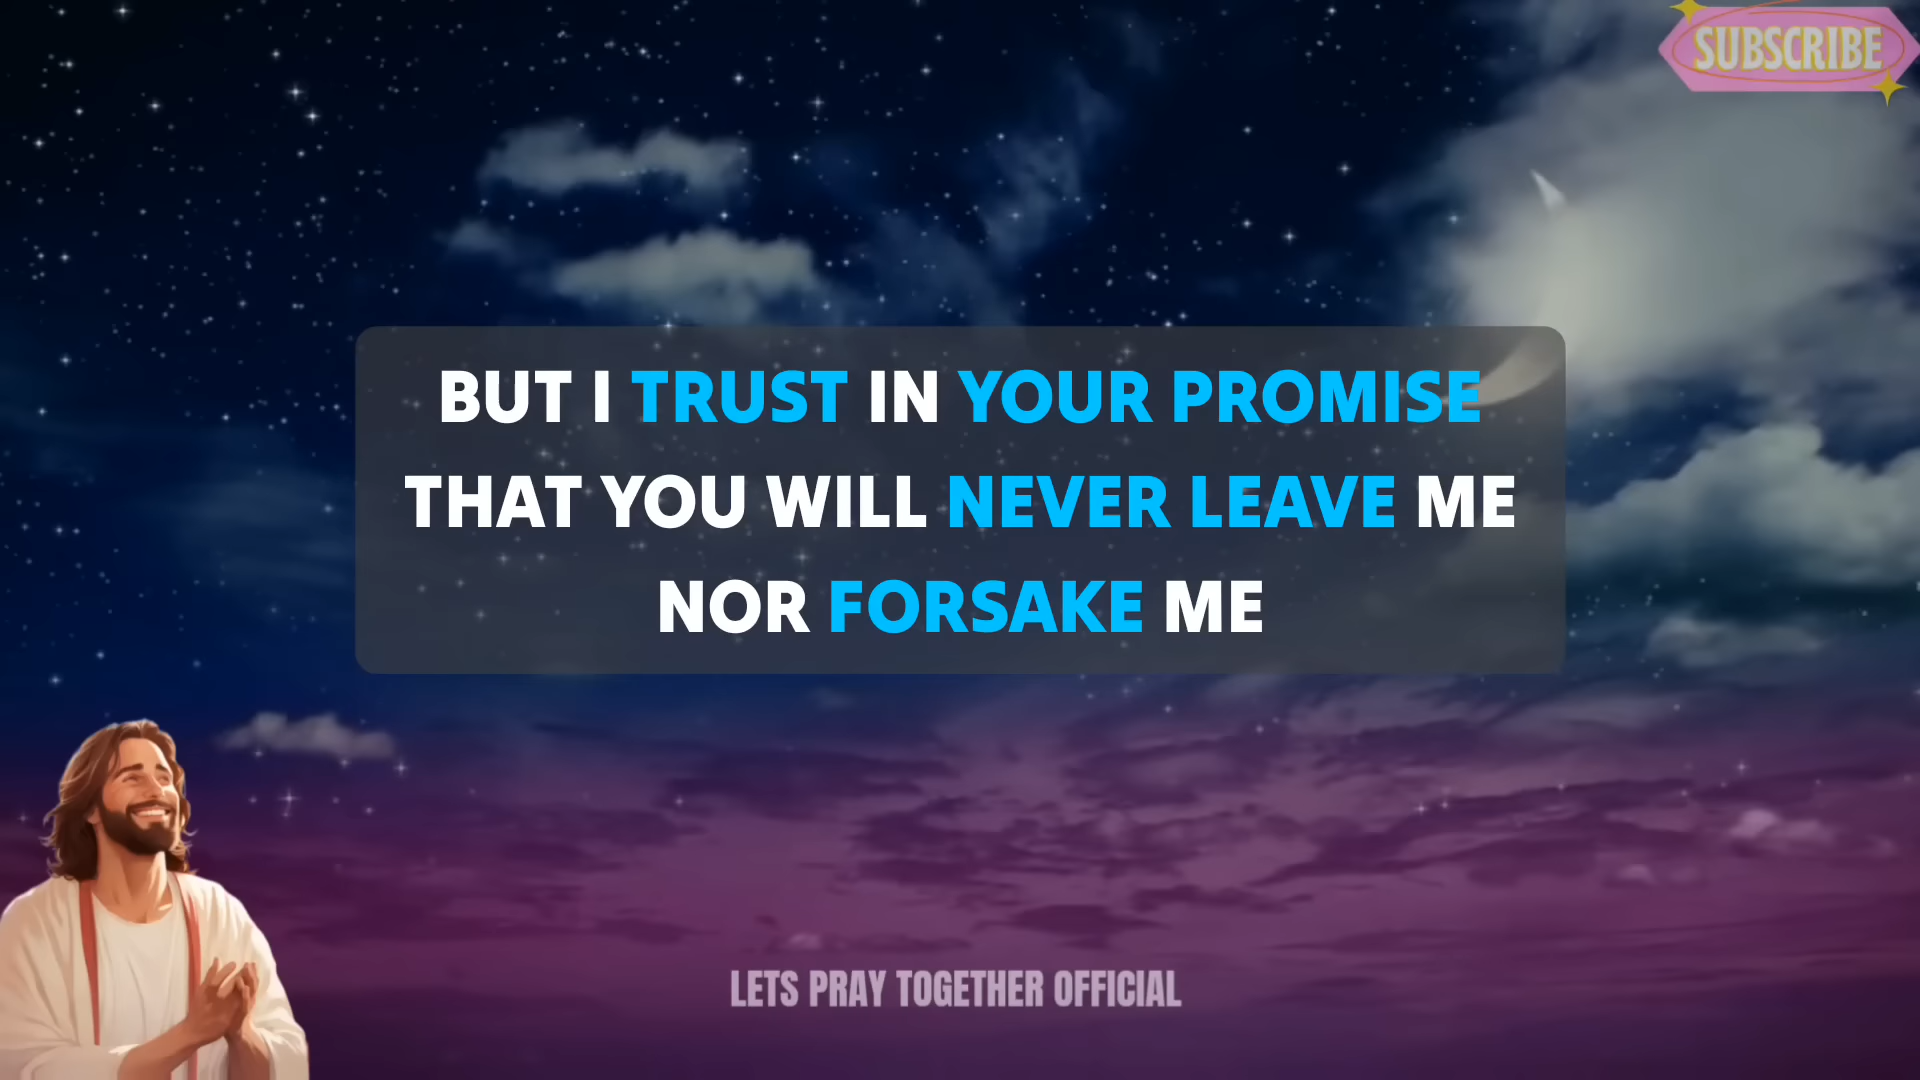 SUBSCRIBE
BUT I TRUST IN YOUR PROMISE
THAT YOU WILL NEVER LEAVE ME
NOR FORSAKE ME
LETS PRAY TOGETHER OFFICIAL